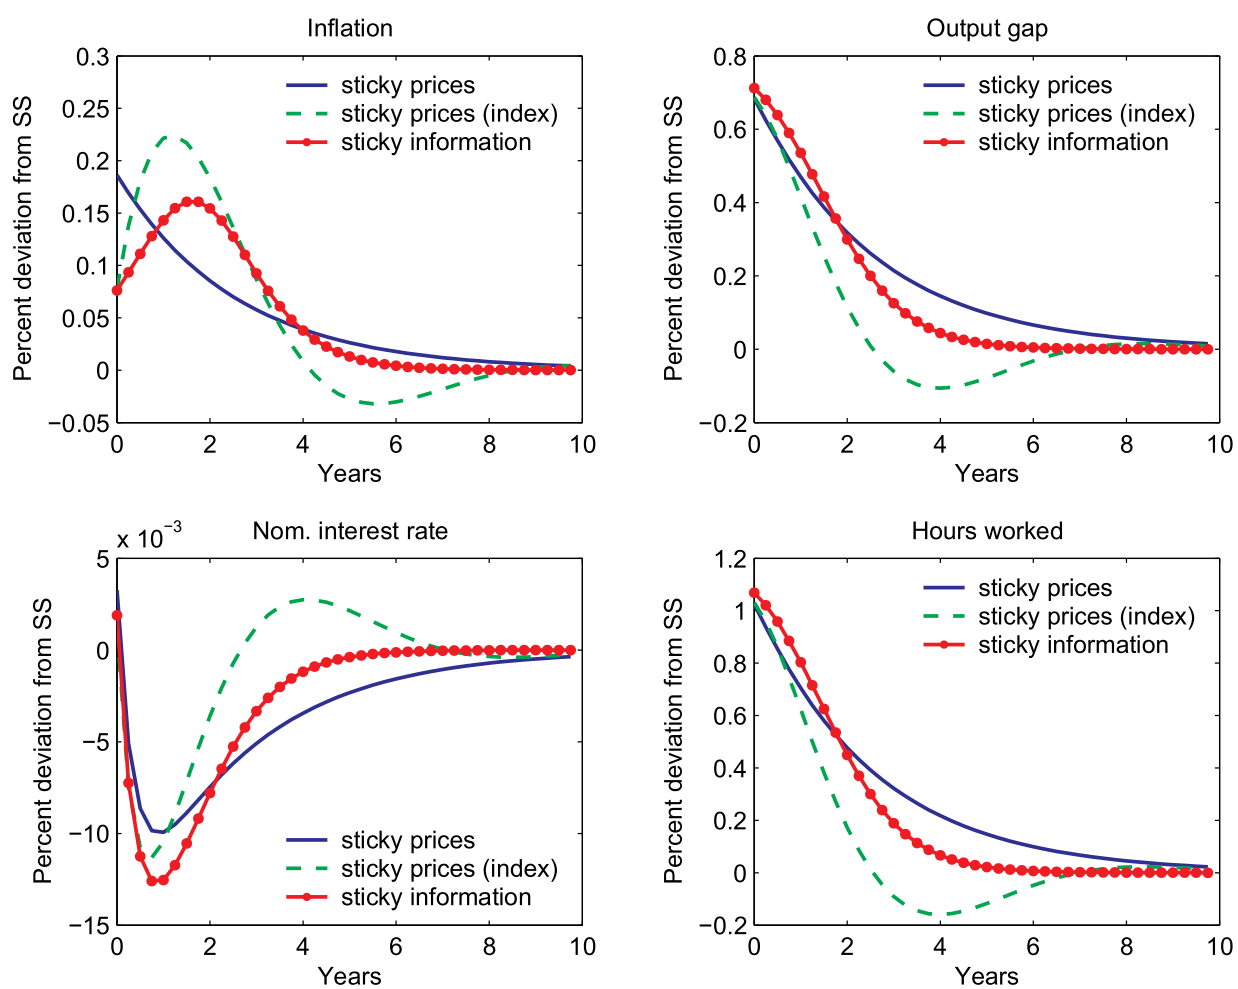 Inflation
Percent deviation from SS
0.3
0.25
0.2
0.15
0.1
0.05
0
−0.05
sticky prices
sticky prices (index)
sticky information
0 2 4 6 8 10
Years
Output gap
Percent deviation from SS
0.8
0.6
0.4
0.2
0
−0.2
sticky prices
sticky prices (index)
sticky information
0 2 4 6 8 10
Years
x 10−3
Nom. interest rate
Percent deviation from SS
5
0
−5
−10
−15
sticky prices
sticky prices (index)
sticky information
0 2 4 6 8 10
Years
Hours worked
Percent deviation from SS
1.2
1
0.8
0.6
0.4
0.2
0
−0.2
sticky prices
sticky prices (index)
sticky information
0 2 4 6 8 10
Years